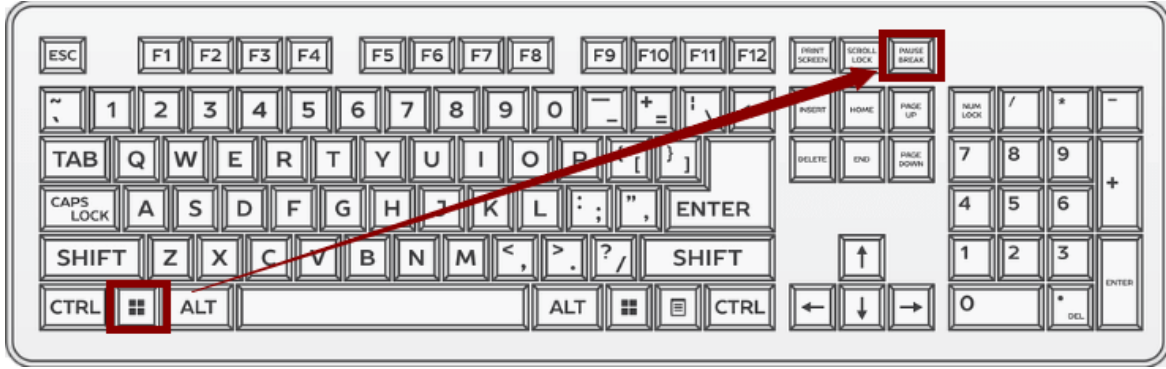 ESC F1 F2 F3 F4 F5 F6 F7 F8 F9 F10 F11 F12 PRINT SCREEN SCROLL LOCK PAUSE BREAK
~ ` 1 2 3 4 5 6 7 8 9 0 — - + = ¦ \ INSERT HOME PAGE UP NUM LOCK / * -
TAB Q W E R T Y U I O P { [ } ] DELETE END PAGE DOWN 7 8 9 +
CAPS LOCK A S D F G H J K L : ; " , ENTER 4 5 6
SHIFT Z X C V B N M < , > . ? / SHIFT ↑ 1 2 3 ENTER
CTRL ALT ALT CTRL ← ↓ → 0 • DEL